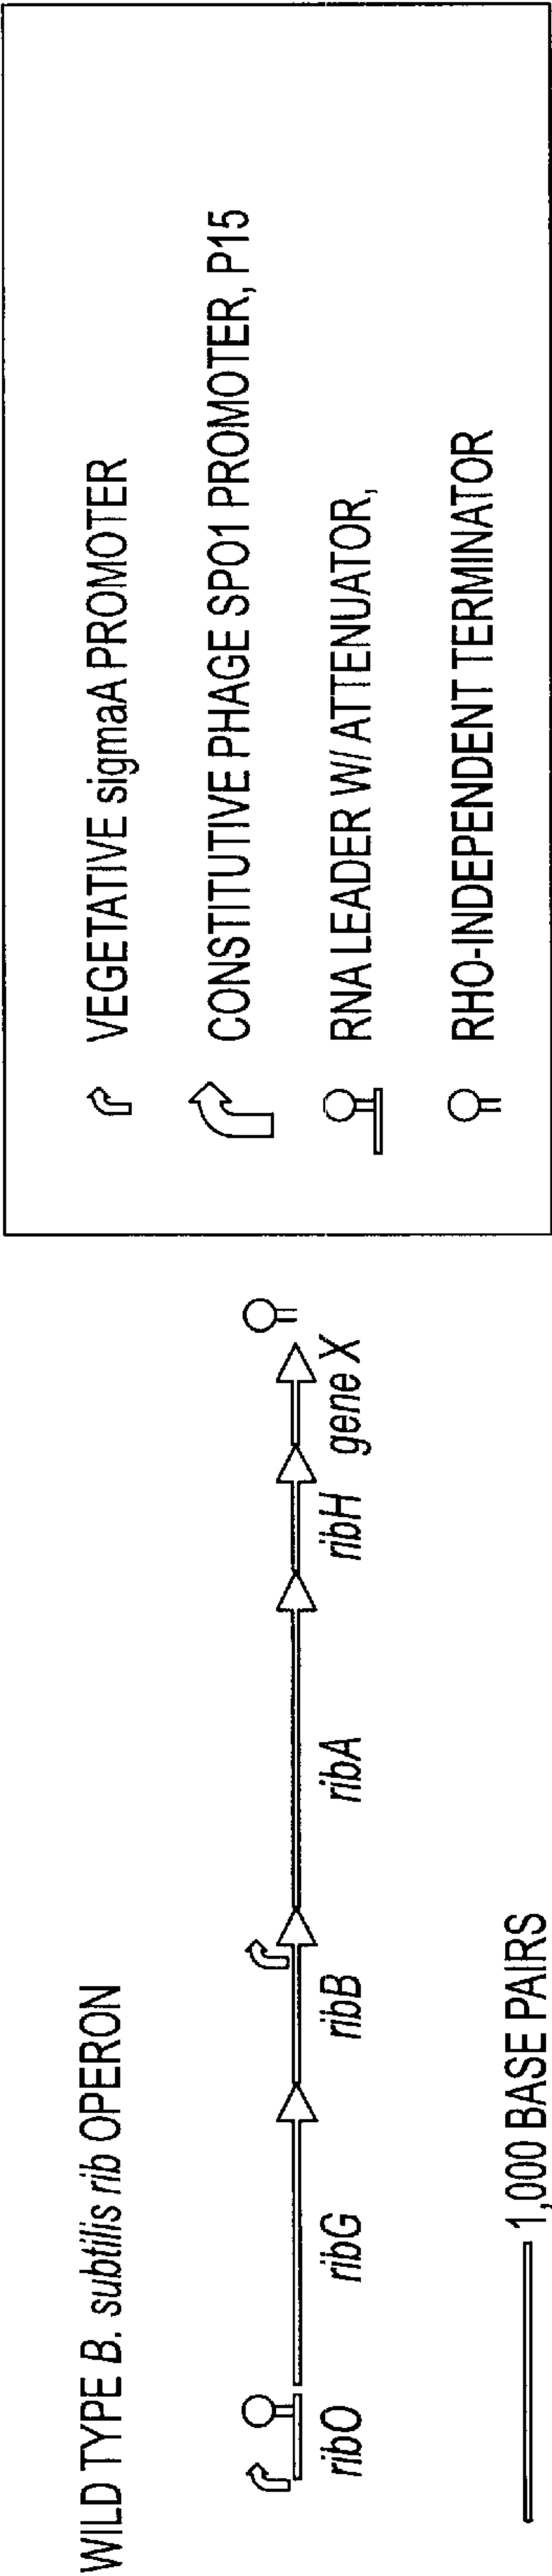 WILD TYPE B. subtilis rib OPERON
ribO ribG ribB ribA ribH gene X
1,000 BASE PAIRS
VEGETATIVE sigmaA PROMOTER
CONSTITUTIVE PHAGE SPO1 PROMOTER, P15
RNA LEADER W/ ATTENUATOR,
RHO-INDEPENDENT TERMINATOR